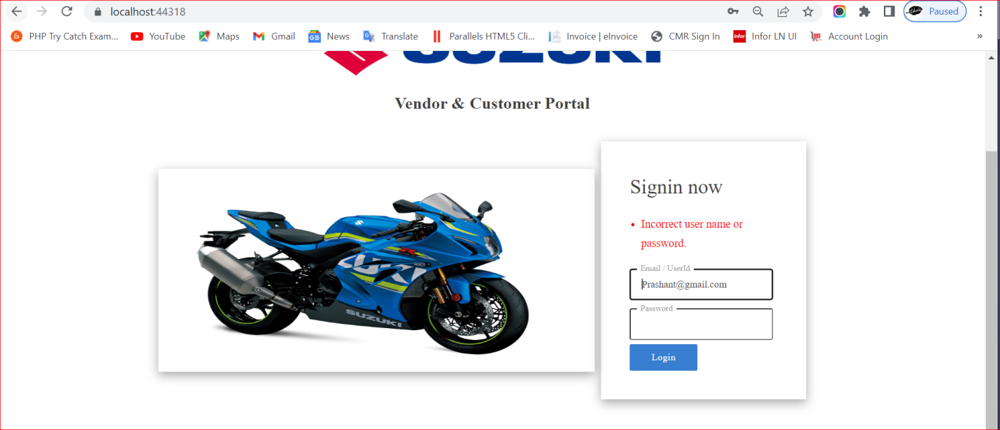 localhost:44318
Paused
PHP Try Catch Exam...
YouTube
Maps
Gmail
News
Translate
Parallels HTML5 Cli...
Invoice | eInvoice
CMR Sign In
infor
Infor LN UI
Account Login
»
SUZUKI
Vendor & Customer Portal
SUZUKI
Signin now
• Incorrect user name or
password.
Email / UserId
Prashant@gmail.com
Password
Login